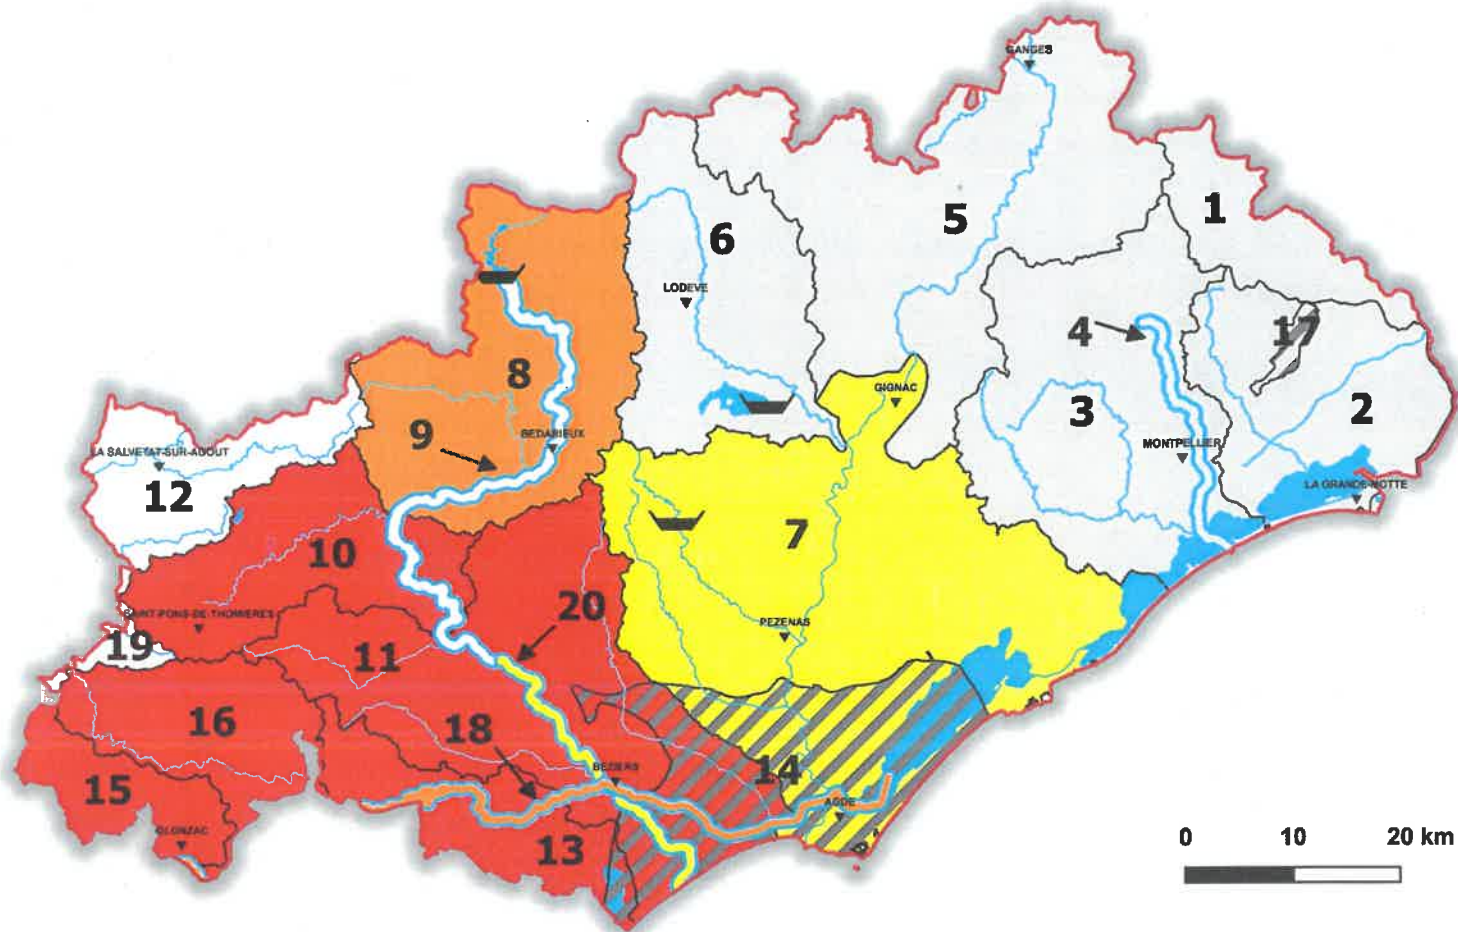 GANGES
1
5
6
LODEVE
4
17
8
GIGNAC
3
2
9
BEDARIEUX
MONTPELLIER
LA SALVETAT-SUR-AGOUT
12
LA GRANDE-MOTTE
7
10
20
SAINT-PONS-DE-THOMIERES
PEZENAS
19
11
16
18
BEZIERS
14
15
AGDE
OLONZAC
13
0 10 20 km